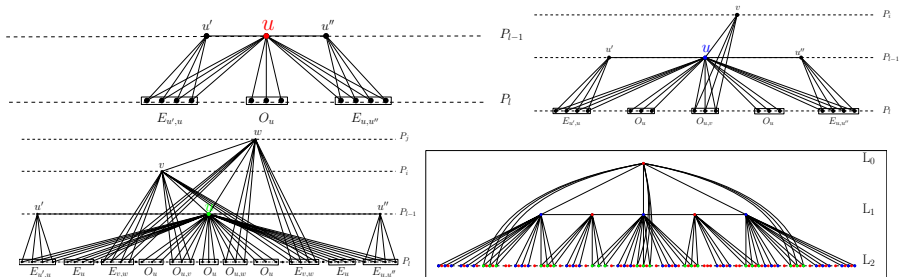 u' u u''
P_{l-1}
P_l
E_{u',u} O_u E_{u,u''}
v P_i
u' u u'' P_{l-1}
P_l
E_{u',u} O_u O_{u,v} O_u E_{u,u''}
w P_j
v P_i
u' u'' P_{l-1}
P_l
E_{u',u} E_u E_{v,w} O_u O_{u,v} O_u O_{u,w} O_u E_{v,w} E_u E_{u,u''}
L_0
L_1
L_2